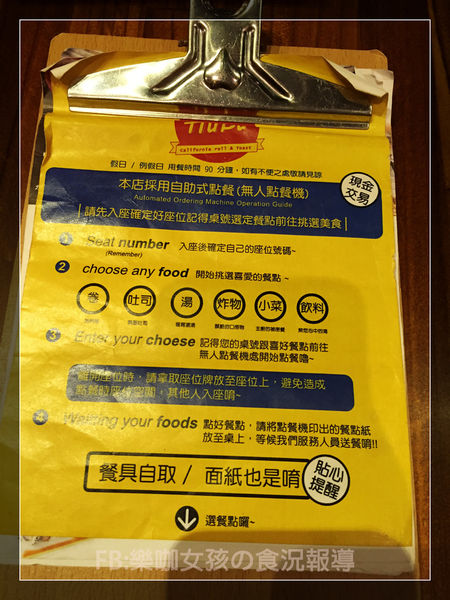 California roll & Toast
假日 / 例假日 用餐時間 90 分鐘,如有不便之處敬請見諒
現金
交易
本店採用自助式點餐(無人點餐機)
Automated Ordering Machine Operation Guide
請先入座確定好座位記得桌號選定餐點前往挑選美食
1 Seat number 入座後確定自己的座位號碼~
(Remember)
2 choose any food 開始挑選喜愛的餐點~
卷 吐司 湯 炸物 小菜 飲料
3 Enter your choese 記得您的桌號跟喜好餐點前往
無人點餐機處開始點餐嚕~
離開座位時,請拿取座位牌放至座位上,避免造成
點餐時座位空閒,其他人入座唷~
4 Waiting your foods 點好餐點,請將點餐機印出的餐點紙
放至桌上,等候我們服務人員送餐唷!!
餐具自取 / 面紙也是唷
貼心
提醒
選餐點囉~
FB:樂咖女孩の食況報導